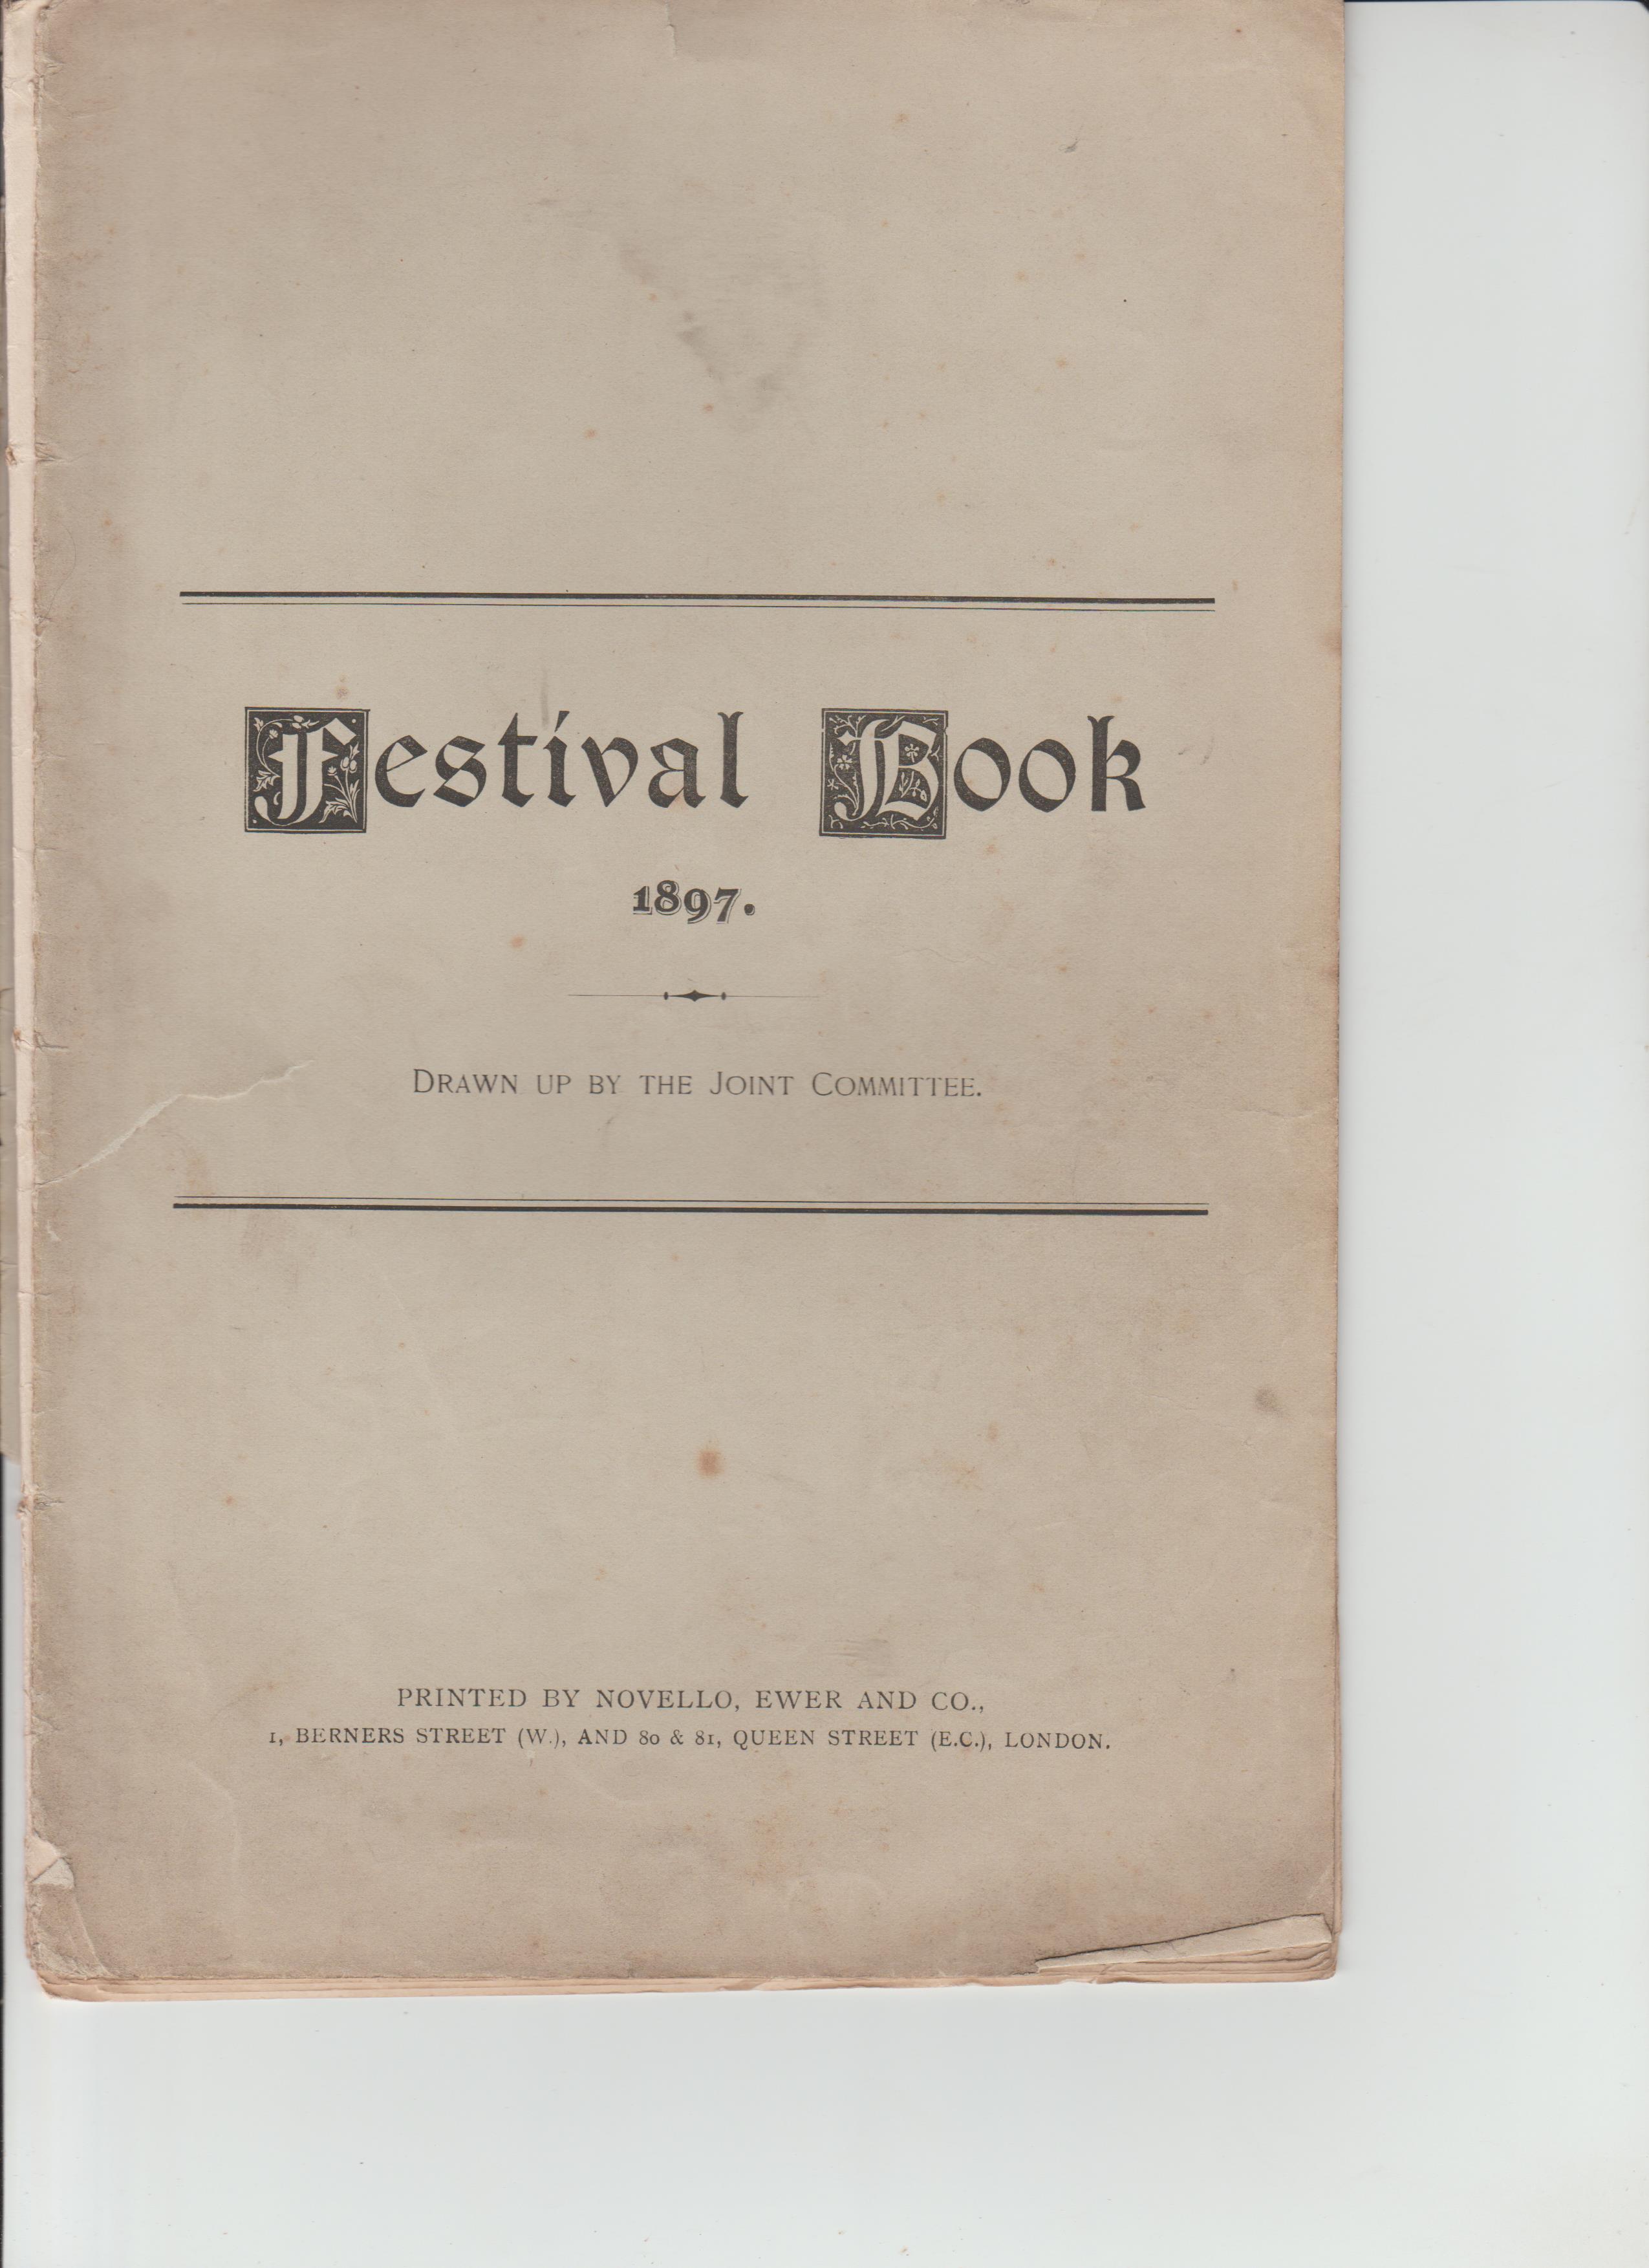 Festival Book
1897.
DRAWN UP BY THE JOINT COMMITTEE.
PRINTED BY NOVELLO, EWER AND CO.,
1, BERNERS STREET (W.), AND 80 & 81, QUEEN STREET (E.C.), LONDON.